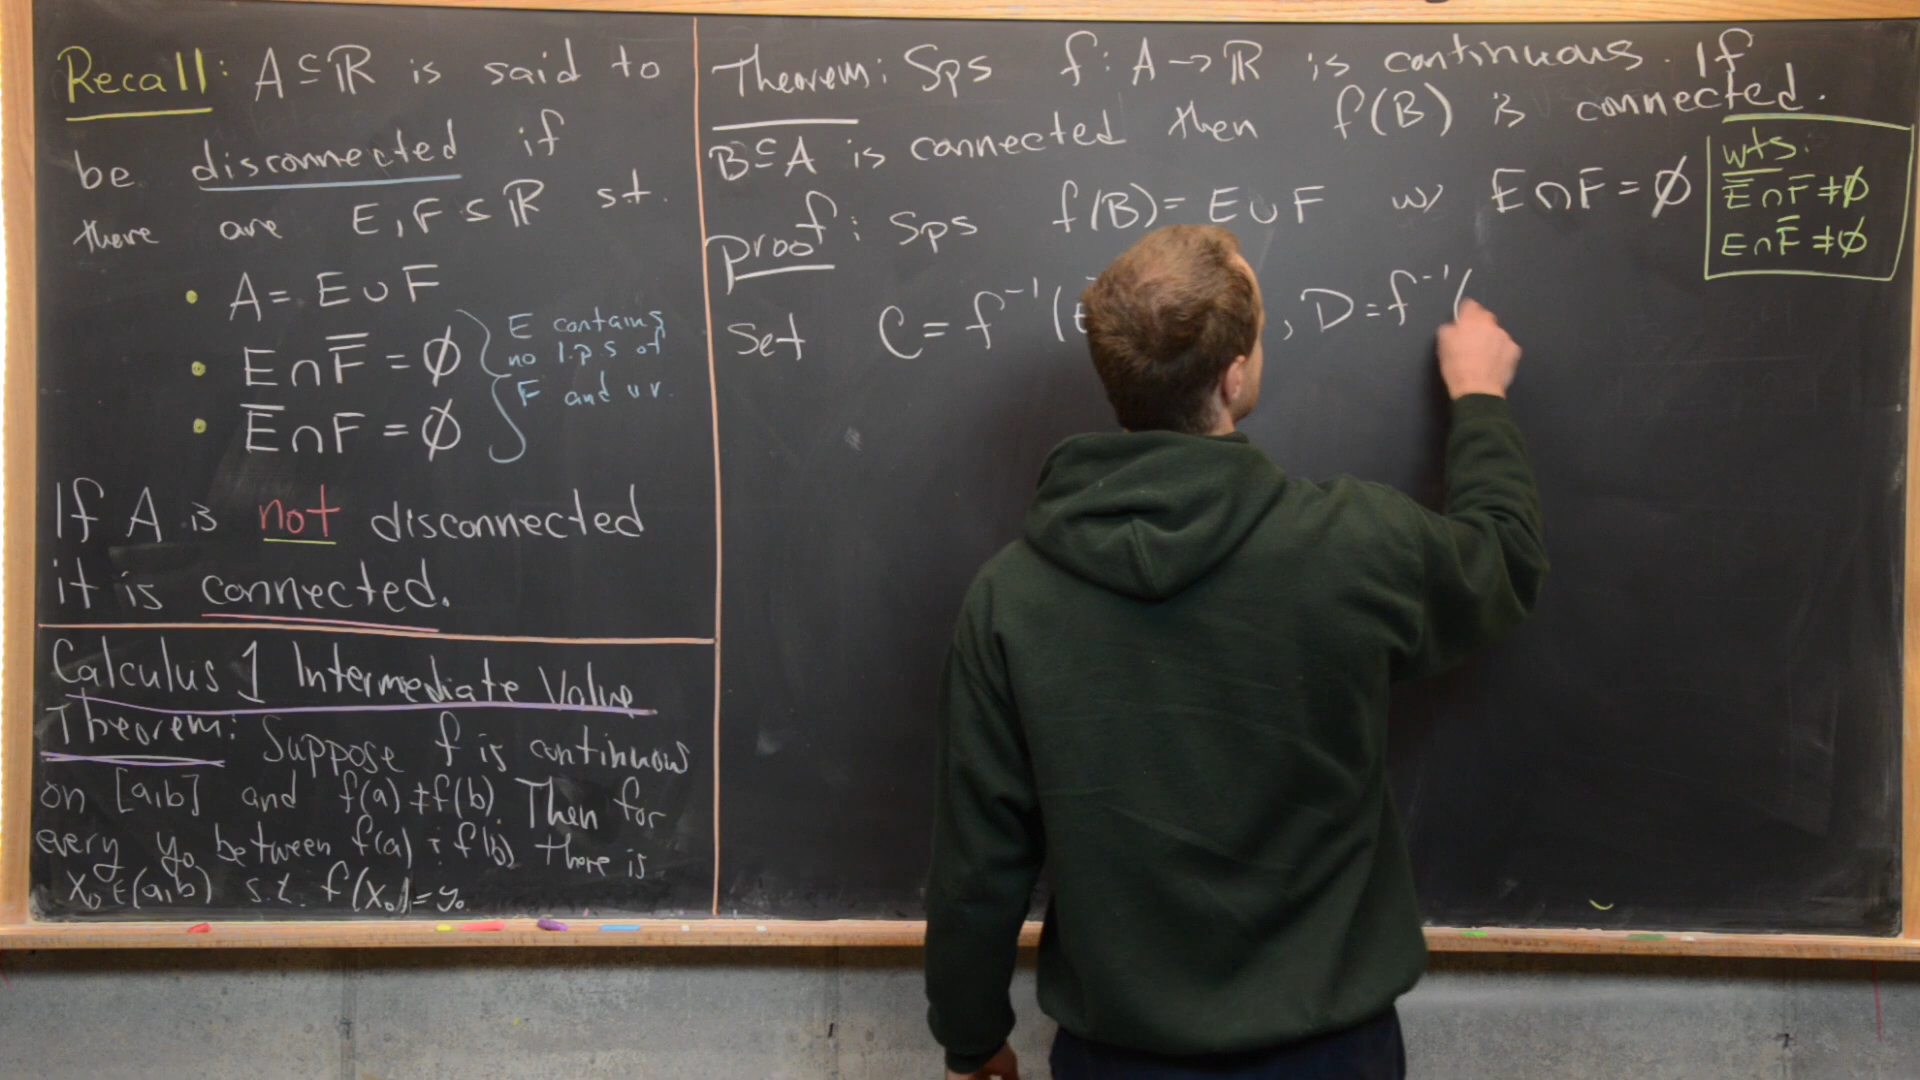 Recall: A ⊆ ℝ is said to
be disconnected if
there are E, F ⊆ ℝ s.t.
• A = E ∪ F
• E ∩ F̅ = ∅
• E̅ ∩ F = ∅
E contains
no l.p.s of
F and v.v.
If A is not disconnected
it is connected.
Calculus 1 Intermediate Value
Theorem: Suppose f is continuous
on [a,b] and f(a) ≠ f(b). Then for
every y₀ between f(a) & f(b) there is
x₀ ∈ (a,b) s.t. f(x₀) = y₀
Theorem: Sps f: A → ℝ is continuous. If
B ⊆ A is connected then f(B) is connected.
proof: Sps f(B) = E ∪ F w/ E ∩ F = ∅
wts:
E̅ ∩ F ≠ ∅
E ∩ F̅ ≠ ∅
Set C = f⁻¹( , D = f⁻¹(